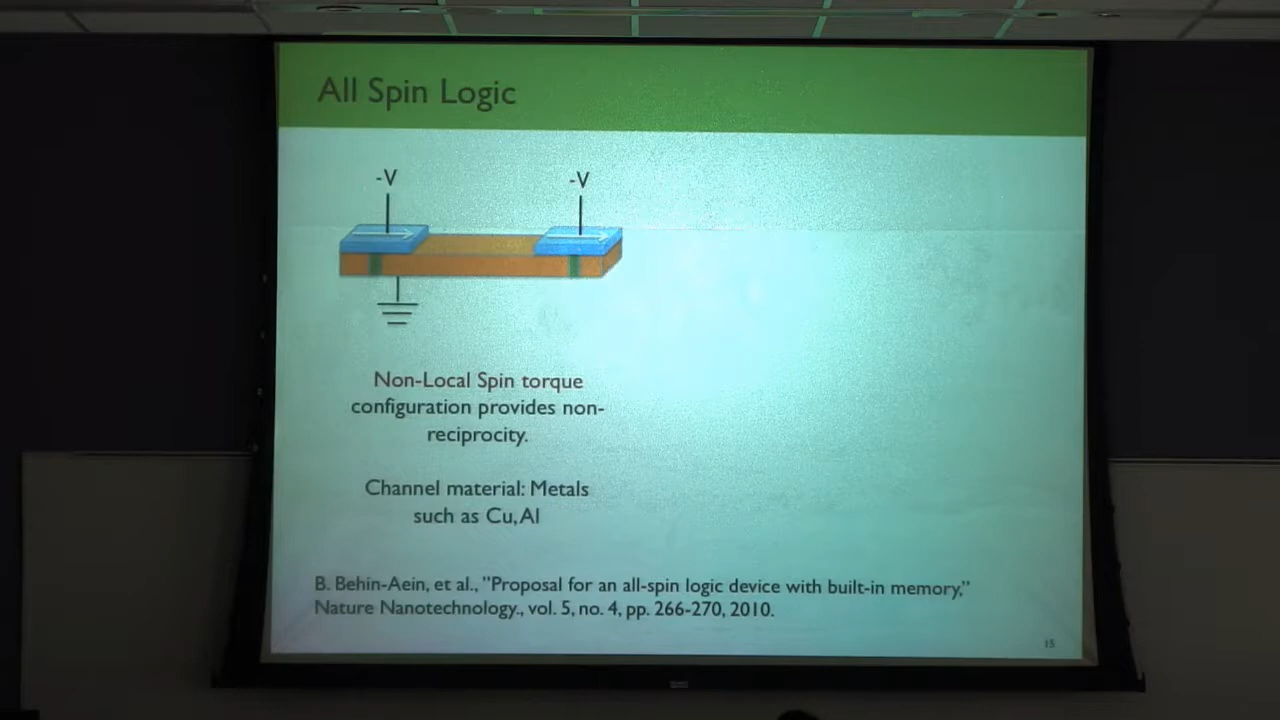 All Spin Logic
-V
-V
Non-Local Spin torque
configuration provides non-
reciprocity.
Channel material: Metals
such as Cu, Al
B. Behin-Aein, et al., "Proposal for an all-spin logic device with built-in memory,"
Nature Nanotechnology., vol. 5, no. 4, pp. 266-270, 2010.
15